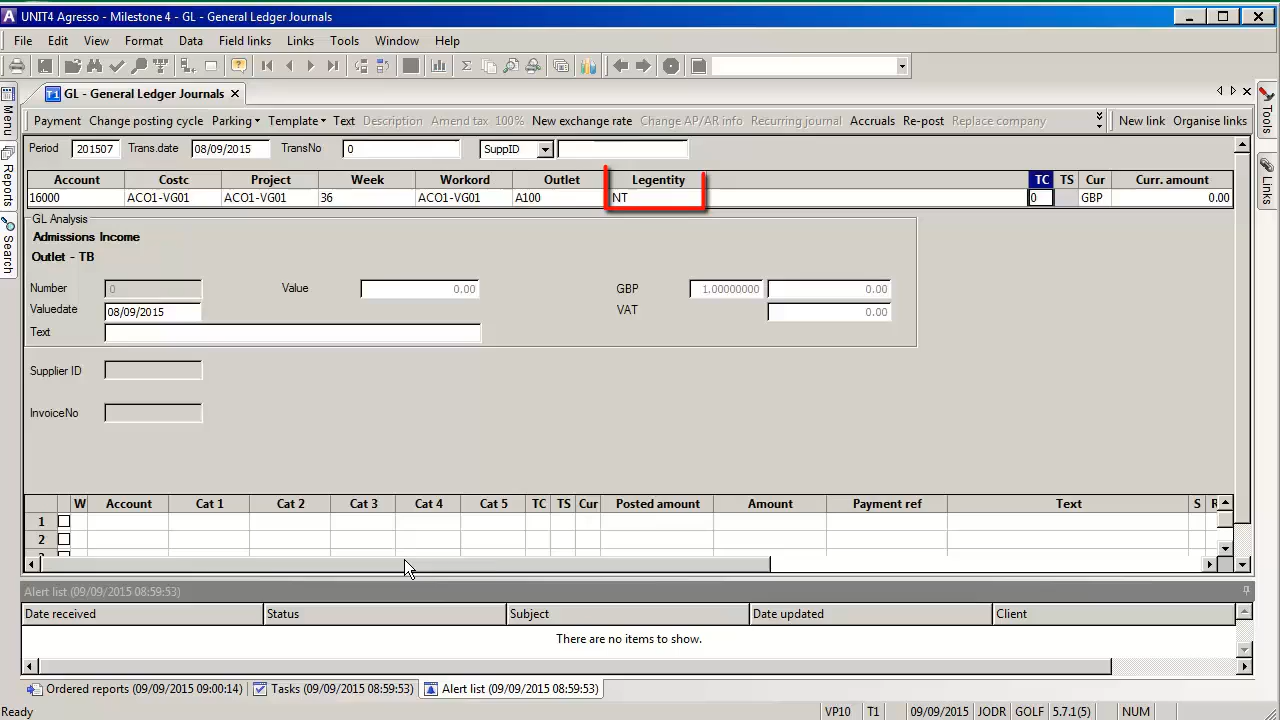 UNIT4 Agresso - Milestone 4 - GL - General Ledger Journals
File Edit View Format Data Field links Links Tools Window Help
T1 GL - General Ledger Journals
Menu
Reports
Search
Tools
Links
Payment Change posting cycle Parking Template Text Description Amend tax 100% New exchange rate Change AP/AR info Recurring journal Accruals Re-post Replace company New link Organise links
Period 201507 Trans.date 08/09/2015 TransNo 0 SuppID
Account Costc Project Week Workord Outlet Legentity TC TS Cur Curr. amount
16000 ACO1-VG01 ACO1-VG01 36 ACO1-VG01 A100 NT 0 GBP 0.00
GL Analysis
Admissions Income
Outlet - TB
Number 0 Value 0.00 GBP 1.00000000 0.00
Valuedate 08/09/2015 VAT 0.00
Text
Supplier ID
InvoiceNo
W Account Cat 1 Cat 2 Cat 3 Cat 4 Cat 5 TC TS Cur Posted amount Amount Payment ref Text S
1
2
Alert list (09/09/2015 08:59:53)
Date received Status Subject Date updated Client
There are no items to show.
Ordered reports (09/09/2015 09:00:14) Tasks (09/09/2015 08:59:53) Alert list (09/09/2015 08:59:53)
Ready VP10 T1 09/09/2015 JODR GOLF 5.7.1(5) NUM